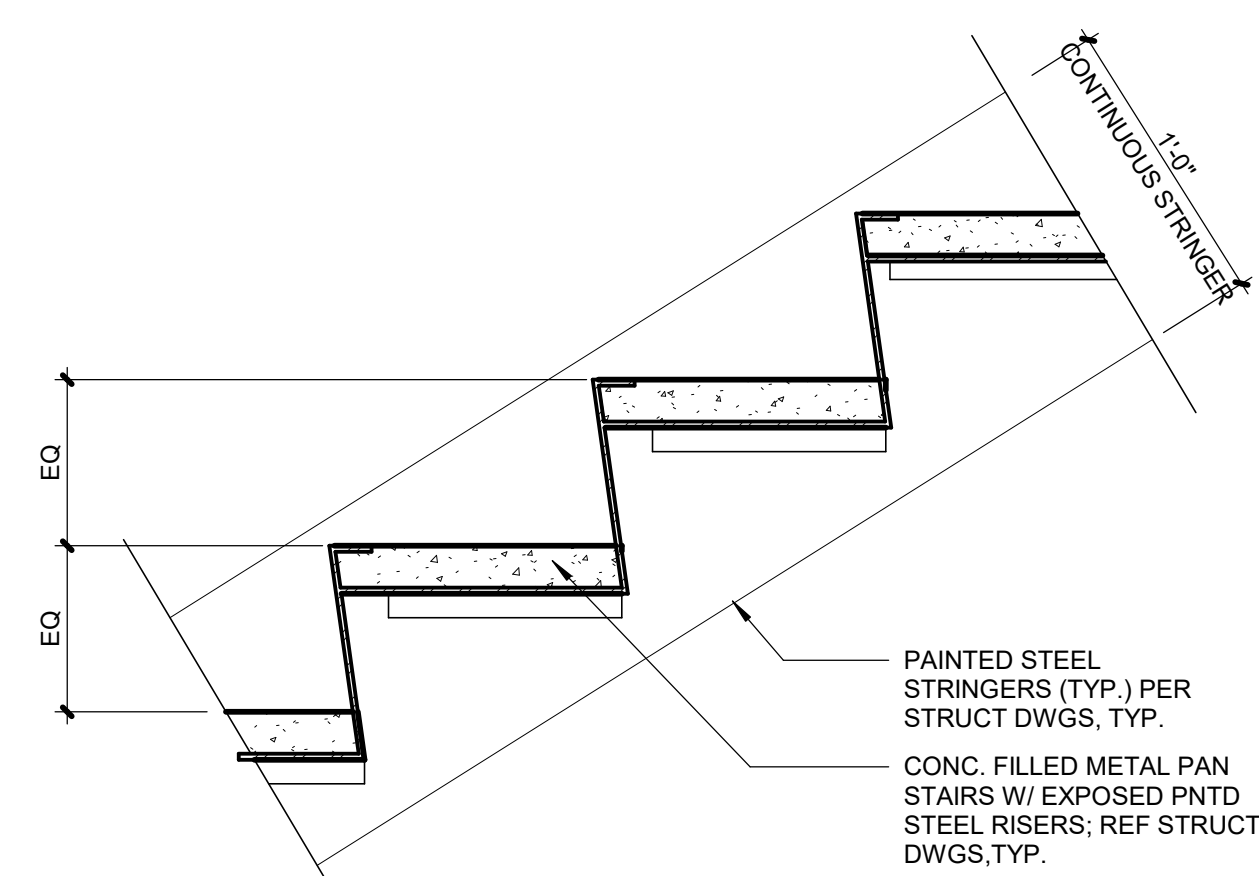 1'-0"
CONTINUOUS STRINGER
EQ
EQ
PAINTED STEEL
STRINGERS (TYP.) PER
STRUCT DWGS, TYP.
CONC. FILLED METAL PAN
STAIRS W/ EXPOSED PNTD
STEEL RISERS; REF STRUCT
DWGS,TYP.